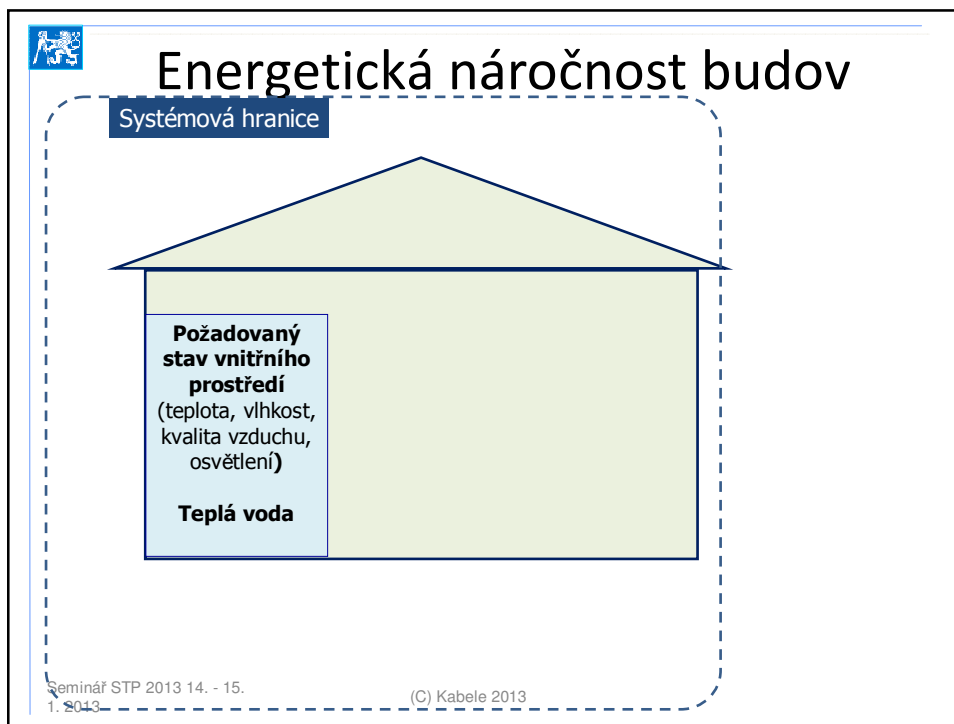 Energetická náročnost budov
Systémová hranice
Požadovaný
stav vnitřního
prostředí
(teplota, vlhkost,
kvalita vzduchu,
osvětlení)
Teplá voda
Seminář STP 2013 14. - 15.
1. 2013
(C) Kabele 2013